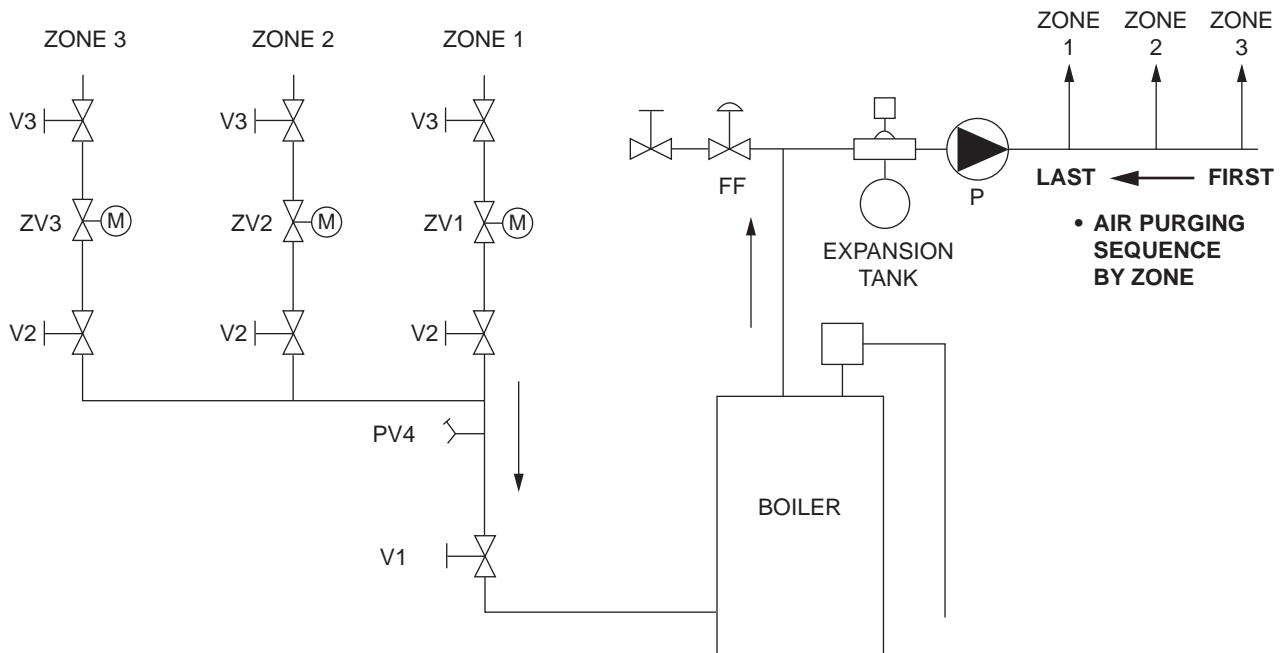 ZONE 3
ZONE 2
ZONE 1
ZONE
1
ZONE
2
ZONE
3
V3
V3
V3
FF
P
LAST
FIRST
ZV3
M
ZV2
M
ZV1
M
EXPANSION
TANK
• AIR PURGING
SEQUENCE
BY ZONE
V2
V2
V2
PV4
BOILER
V1